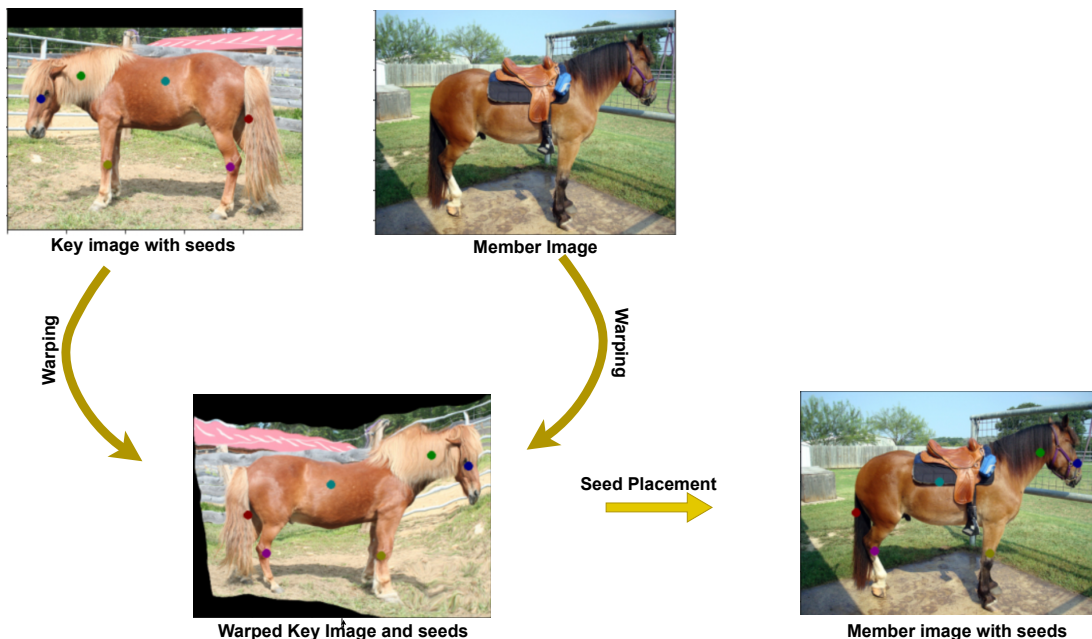 Key image with seeds
Member Image
Warping
Warping
Seed Placement
Warped Key Image and seeds
Member image with seeds